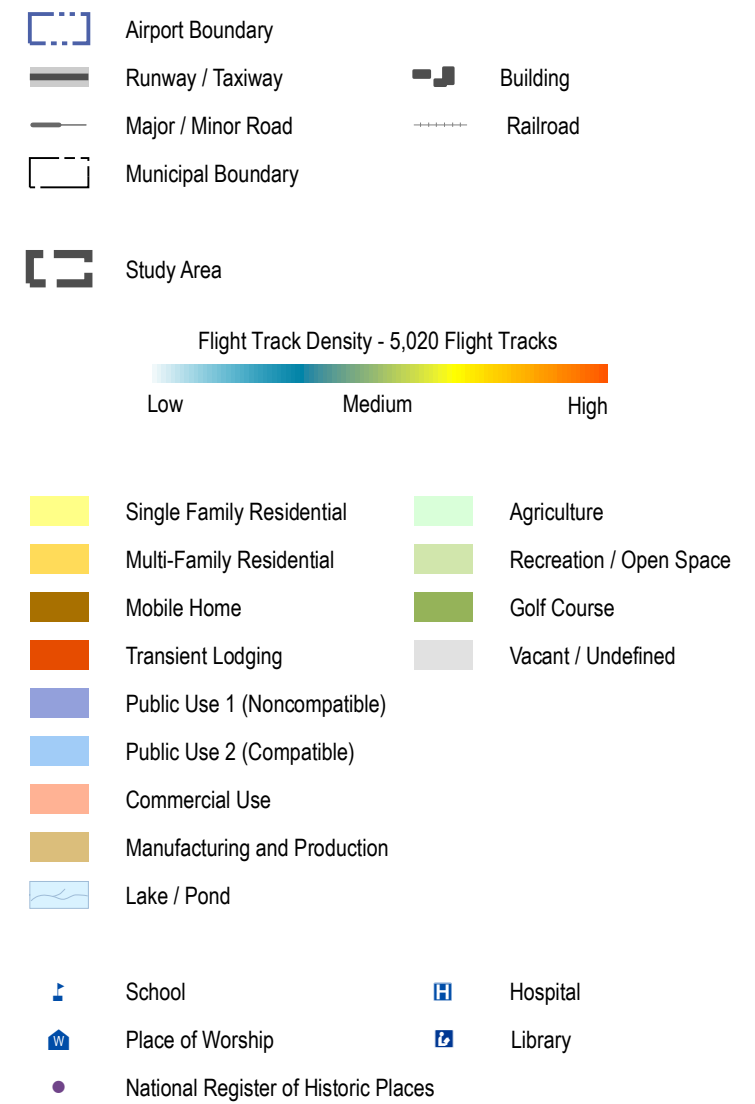 Airport Boundary
Runway / Taxiway
Building
Major / Minor Road
Railroad
Municipal Boundary
Study Area
Flight Track Density - 5,020 Flight Tracks
Low Medium High
Single Family Residential
Agriculture
Multi-Family Residential
Recreation / Open Space
Mobile Home
Golf Course
Transient Lodging
Vacant / Undefined
Public Use 1 (Noncompatible)
Public Use 2 (Compatible)
Commercial Use
Manufacturing and Production
Lake / Pond
School
H Hospital
W Place of Worship
Library
National Register of Historic Places